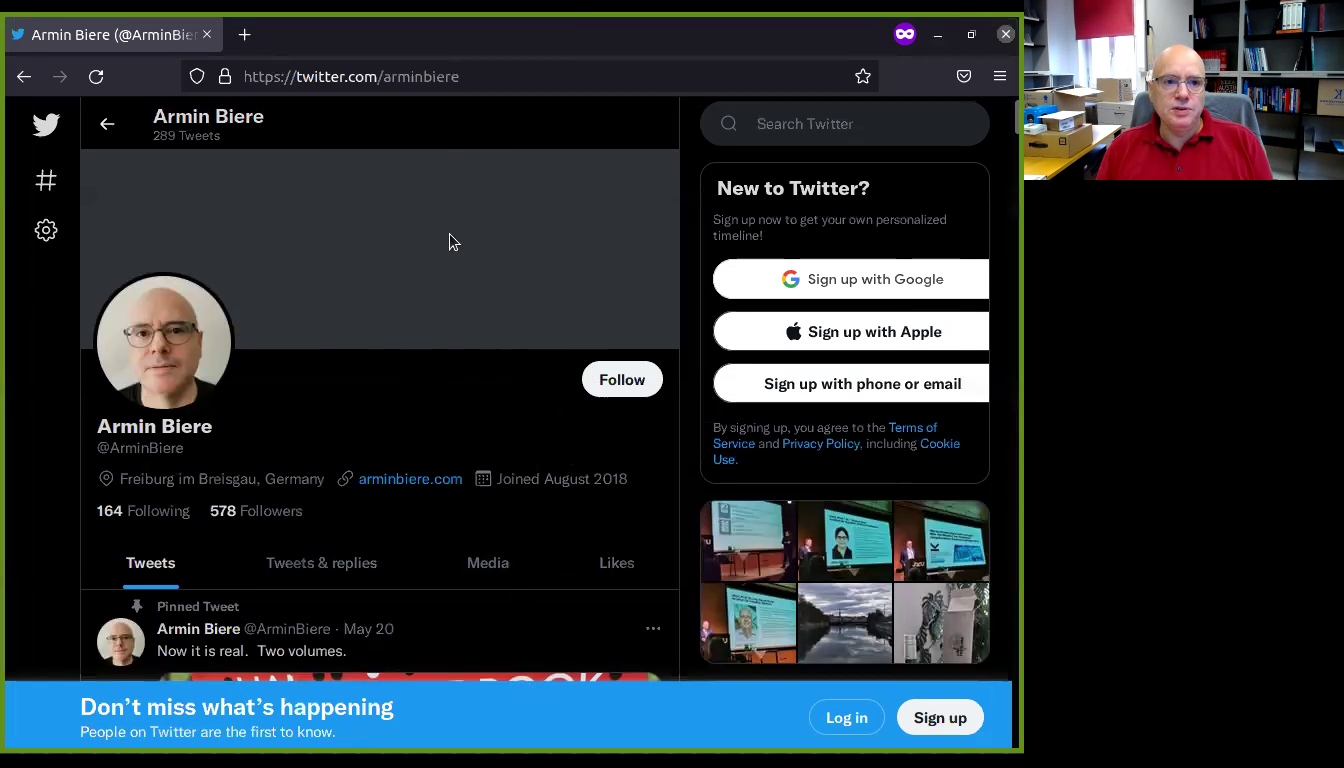 Armin Biere (@ArminBier
https://twitter.com/arminbiere
Armin Biere
289 Tweets
Search Twitter
New to Twitter?
Sign up now to get your own personalized
timeline!
Sign up with Google
Sign up with Apple
Sign up with phone or email
By signing up, you agree to the Terms of
Service and Privacy Policy, including Cookie
Use.
Follow
Armin Biere
@ArminBiere
Freiburg im Breisgau, Germany arminbiere.com Joined August 2018
164 Following 578 Followers
Tweets Tweets & replies Media Likes
Pinned Tweet
Armin Biere @ArminBiere · May 20
Now it is real. Two volumes.
Don't miss what's happening
People on Twitter are the first to know.
Log in
Sign up